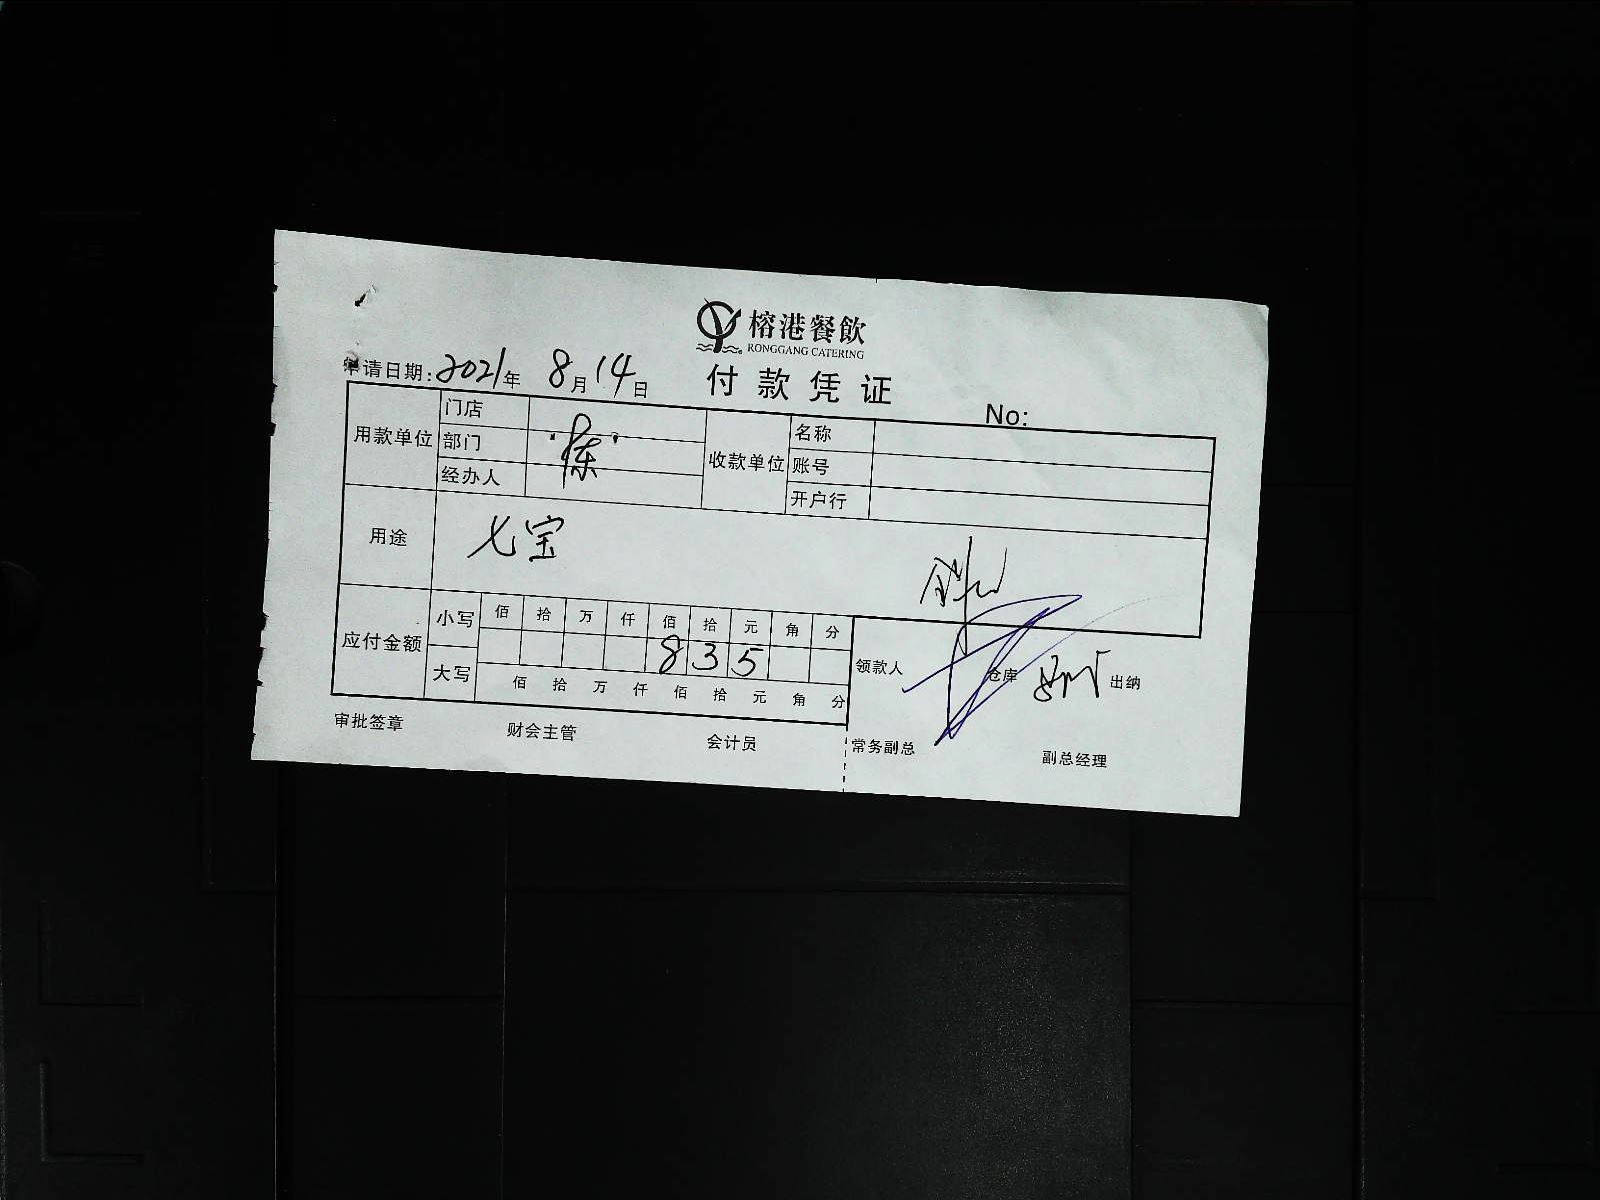 榕港餐飲
RONGGANG CATERING
付款凭证
申请日期:2021年 8月14日
No:
用款单位
门店
部门
经办人
收款单位
名称
账号
开户行
用途 七宝
应付金额
小写 佰 拾 万 仟 佰 拾 元 角 分
8 3 5
大写 佰 拾 万 仟 佰 拾 元 角 分
领款人 仓库 出纳
审批签章 财会主管 会计员 常务副总 副总经理